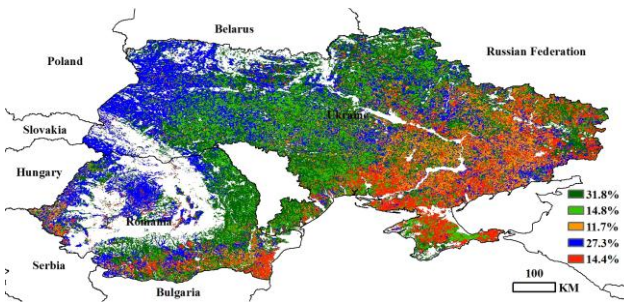 Belarus
Poland
Russian Federation
Ukraine
Slovakia
Hungary
Romania
Serbia
Bulgaria
31.8%
14.8%
11.7%
27.3%
14.4%
100
KM